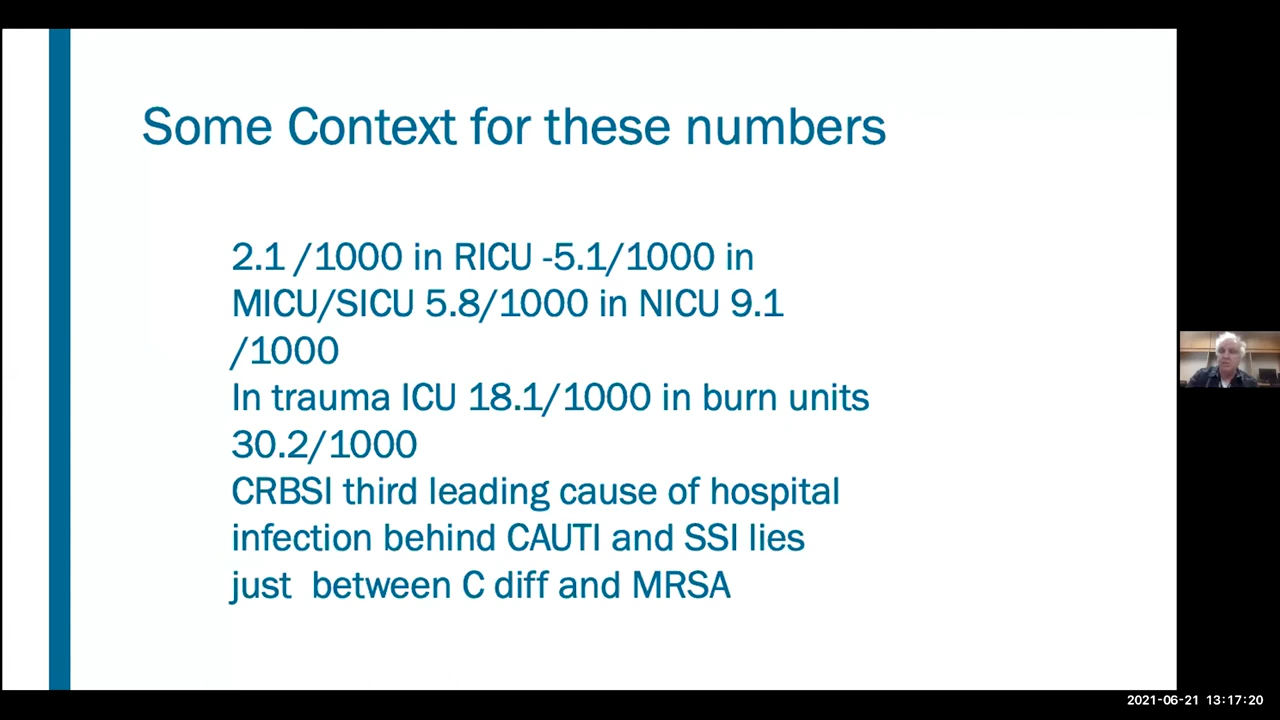 Some Context for these numbers
2.1 /1000 in RICU -5.1/1000 in
MICU/SICU 5.8/1000 in NICU 9.1
/1000
In trauma ICU 18.1/1000 in burn units
30.2/1000
CRBSI third leading cause of hospital
infection behind CAUTI and SSI lies
just  between C diff and MRSA
2021-06-21 13:17:20